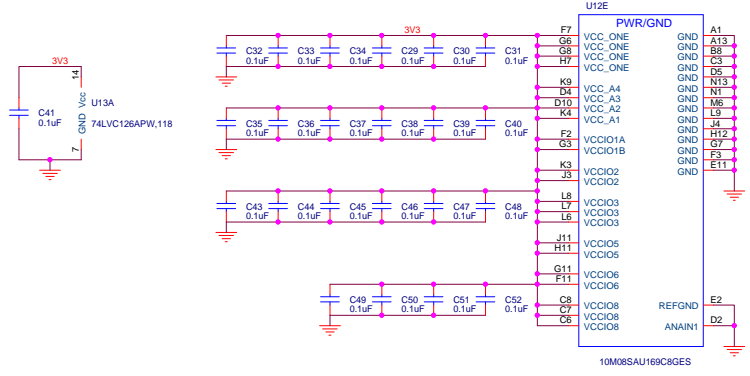 U12E
PWR/GND
3V3
F7 VCC_ONE GND A1
G6 VCC_ONE GND A13
G8 VCC_ONE GND B8
H7 VCC_ONE GND C3
GND D5
K9 VCC_A4 GND N13
D4 VCC_A3 GND N1
D10 VCC_A2 GND M6
K4 VCC_A1 GND L9
GND J4
F2 VCCIO1A GND H12
G3 VCCIO1B GND G7
GND F3
K3 VCCIO2 GND E11
J3 VCCIO2
L8 VCCIO3
L7 VCCIO3
L6 VCCIO3
J11 VCCIO5
H11 VCCIO5
G11 VCCIO6
F11 VCCIO6
C8 VCCIO8 REFGND E2
C7 VCCIO8
C6 VCCIO8 ANAIN1 D2
10M08SAU169C8GES
C32 C33 C34 C29 C30 C31
0.1uF 0.1uF 0.1uF 0.1uF 0.1uF 0.1uF
C35 C36 C37 C38 C39 C40
0.1uF 0.1uF 0.1uF 0.1uF 0.1uF 0.1uF
C43 C44 C45 C46 C47 C48
0.1uF 0.1uF 0.1uF 0.1uF 0.1uF 0.1uF
C49 C50 C51 C52
0.1uF 0.1uF 0.1uF 0.1uF
3V3
14
Vcc
GND
7
U13A
74LVC126APW,118
C41
0.1uF